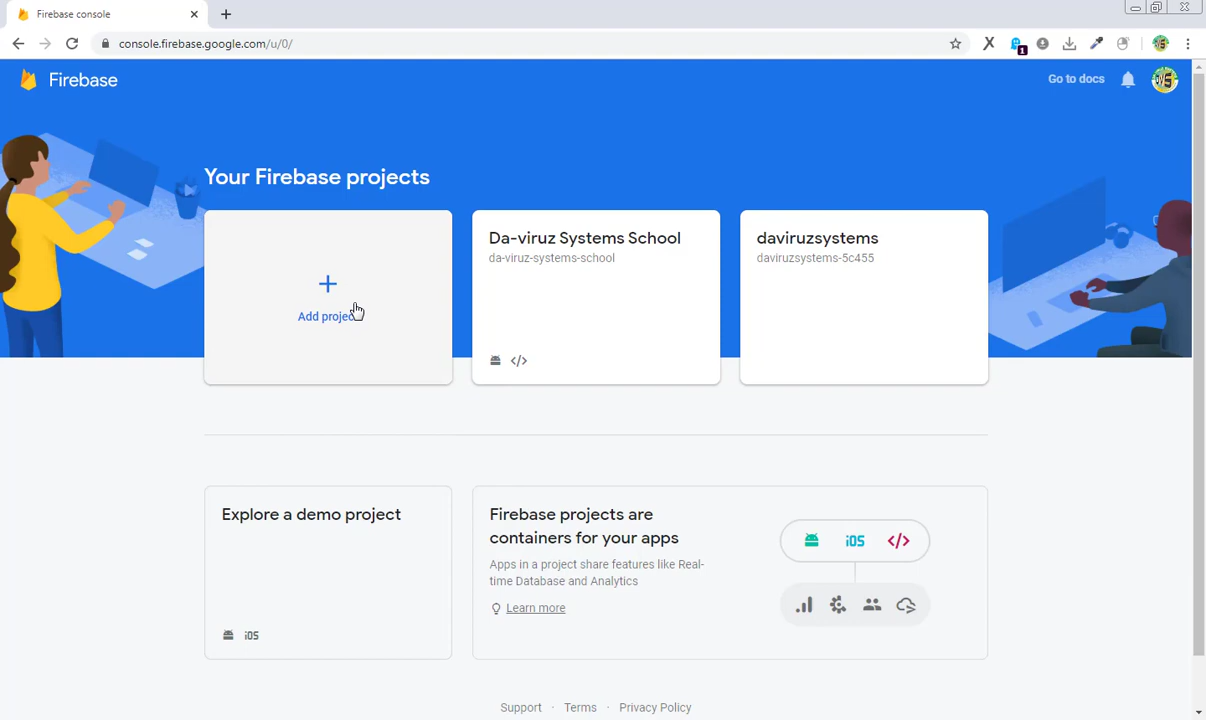 Firebase console
console.firebase.google.com/u/0/
1
Firebase
Go to docs
Your Firebase projects
Add project
Da-viruz Systems School
da-viruz-systems-school
daviruzsystems
daviruzsystems-5c455
Explore a demo project
iOS
Firebase projects are
containers for your apps
Apps in a project share features like Real-
time Database and Analytics
Learn more
iOS
Support · Terms · Privacy Policy